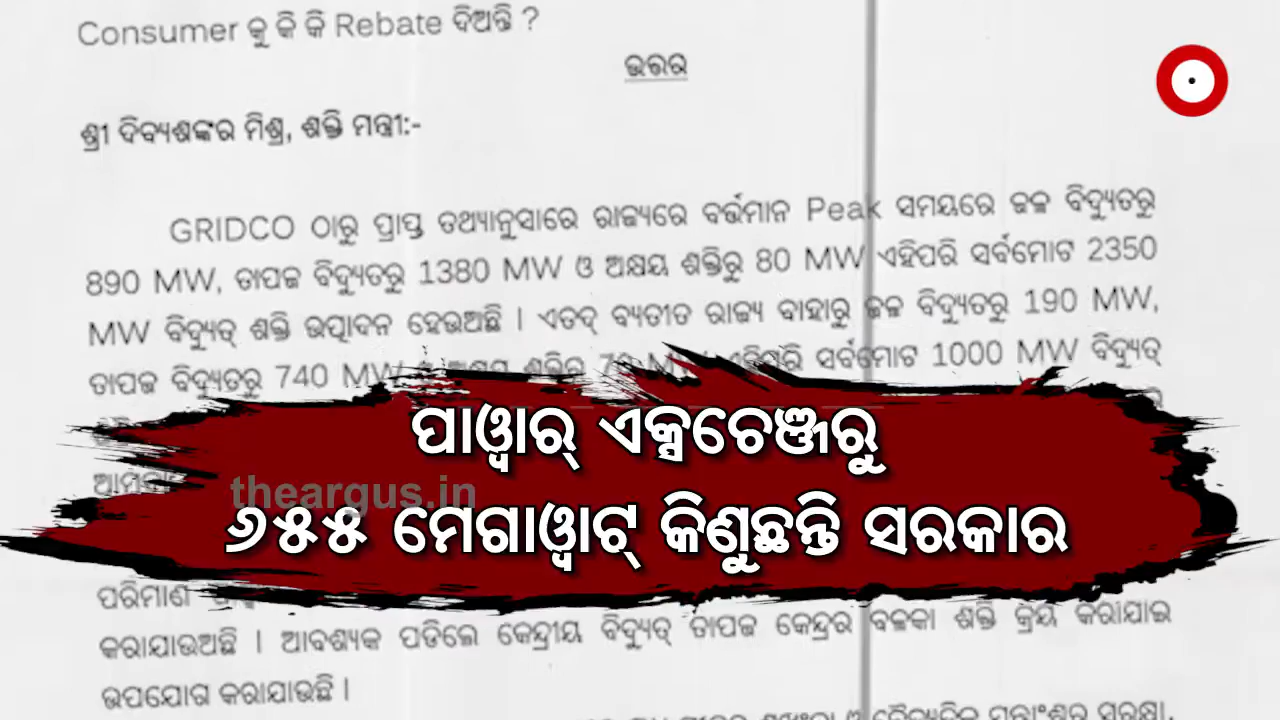 Consumer କୁ କି କି Rebate ଦିଅନ୍ତି ?
ଉତ୍ତର
ଶ୍ରୀ ଦିବ୍ୟଶଙ୍କର ମିଶ୍ର, ଶକ୍ତି ମନ୍ତ୍ରୀ:-
GRIDCO ଠାରୁ ପ୍ରାପ୍ତ ତଥ୍ୟାନୁସାରେ ରାଜ୍ୟରେ ବର୍ତ୍ତମାନ Peak ସମୟରେ ଜଳ ବିଦ୍ୟୁତରୁ
890 MW, ତାପଜ ବିଦ୍ୟୁତରୁ 1380 MW ଓ ଅକ୍ଷୟ ଶକ୍ତିରୁ 80 MW ଏହିପରି ସର୍ବମୋଟ 2350
MW ବିଦ୍ୟୁତ୍ ଶକ୍ତି ଉତ୍ପାଦନ ହେଉଅଛି । ଏତଦ୍ ବ୍ୟତୀତ ରାଜ୍ୟ ବାହାରୁ ଜଳ ବିଦ୍ୟୁତରୁ 190 MW,
ତାପଜ ବିଦ୍ୟୁତରୁ 740 MW ସର୍ବମୋଟ 1000 MW ବିଦ୍ୟୁତ୍
ପାୱାର୍ ଏକ୍ସଚେଞ୍ଜରୁ
theargus.in
୬୫୫ ମେଗାୱାଟ୍ କିଣୁଛନ୍ତି ସରକାର
ପରିମାଣ
କରାଯାଉଅଛି । ଆବଶ୍ୟକ ପଡିଲେ କେନ୍ଦ୍ରୀୟ ବିଦ୍ୟୁତ୍ ତାପଜ କେନ୍ଦ୍ରର ବଳକା ଶକ୍ତି କ୍ରୟ କରାଯାଇ
ଉପଯୋଗ କରାଯାଉଛି ।